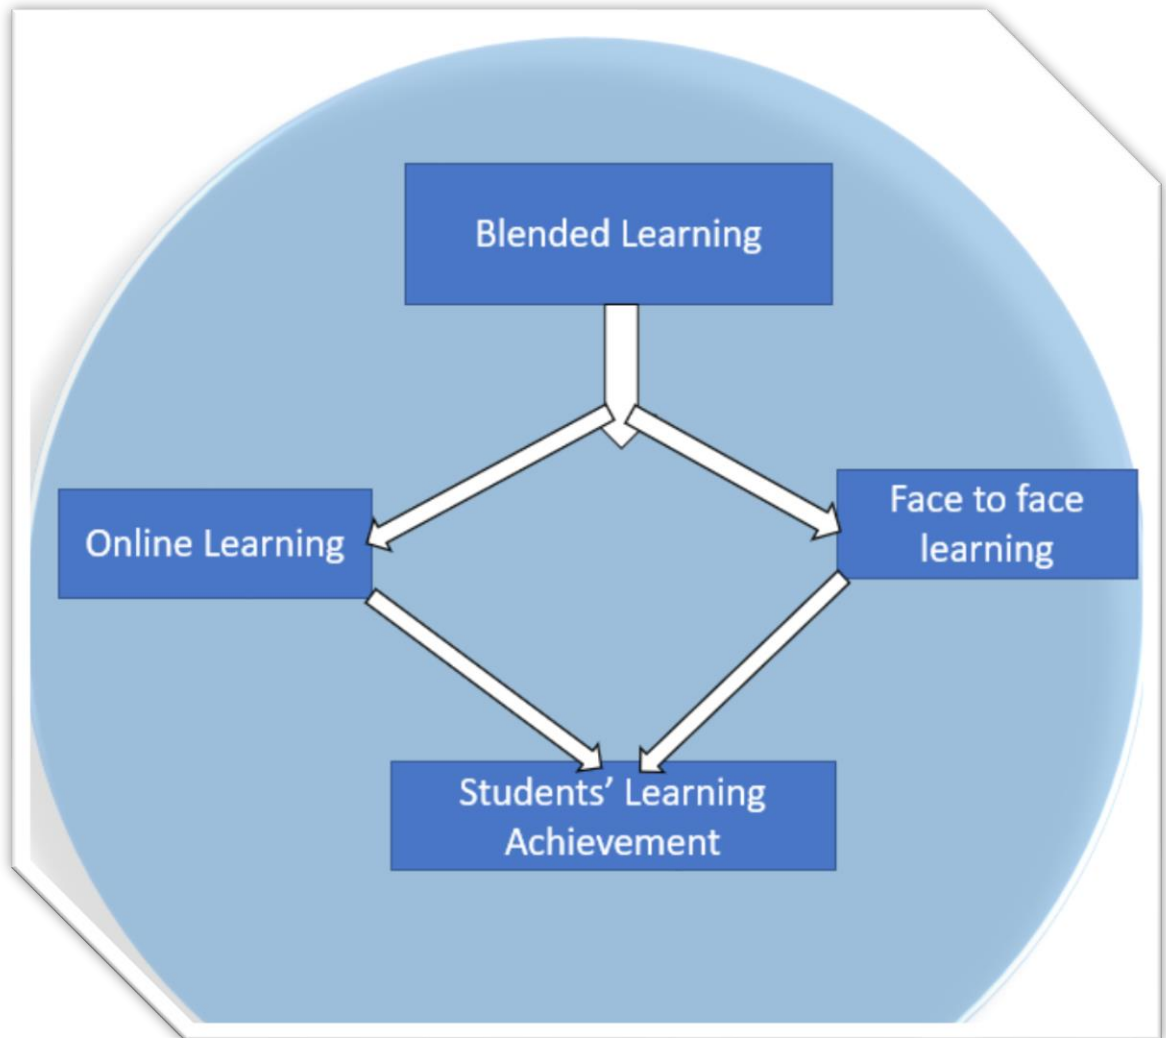 Blended Learning
Online Learning
Face to face
learning
Students’ Learning
Achievement